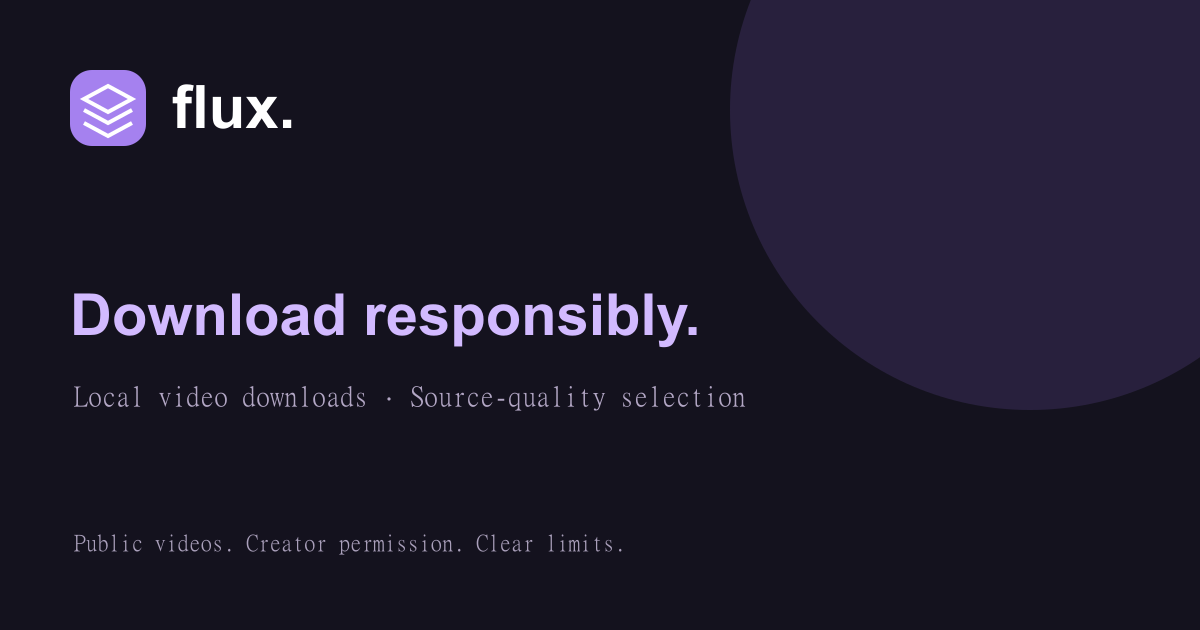 flux.
Download responsibly.
Local video downloads · Source-quality selection
Public videos. Creator permission. Clear limits.